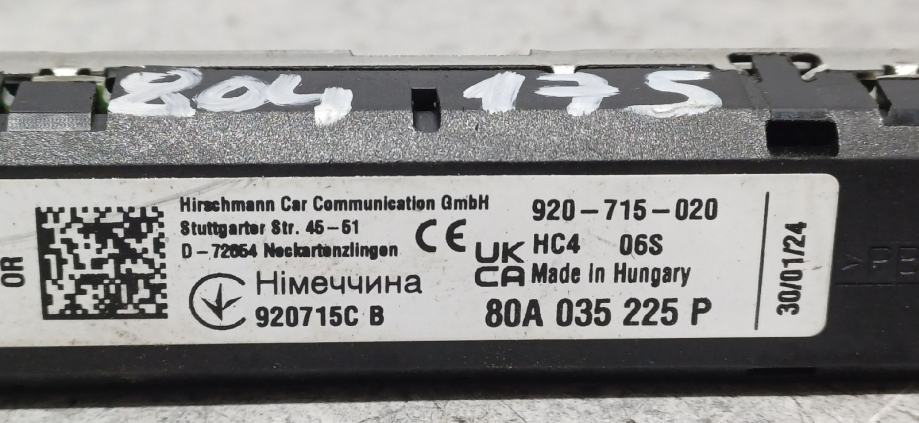 804 175
OR
Hirschmann Car Communication GmbH
Stuttgarter Str. 45-51
D-72654 Neckartenzlingen
CE
UK
CA
Німеччина
920715C B
920-715-020
HC4 06S
Made in Hungary
80A 035 225 P
30/01/24